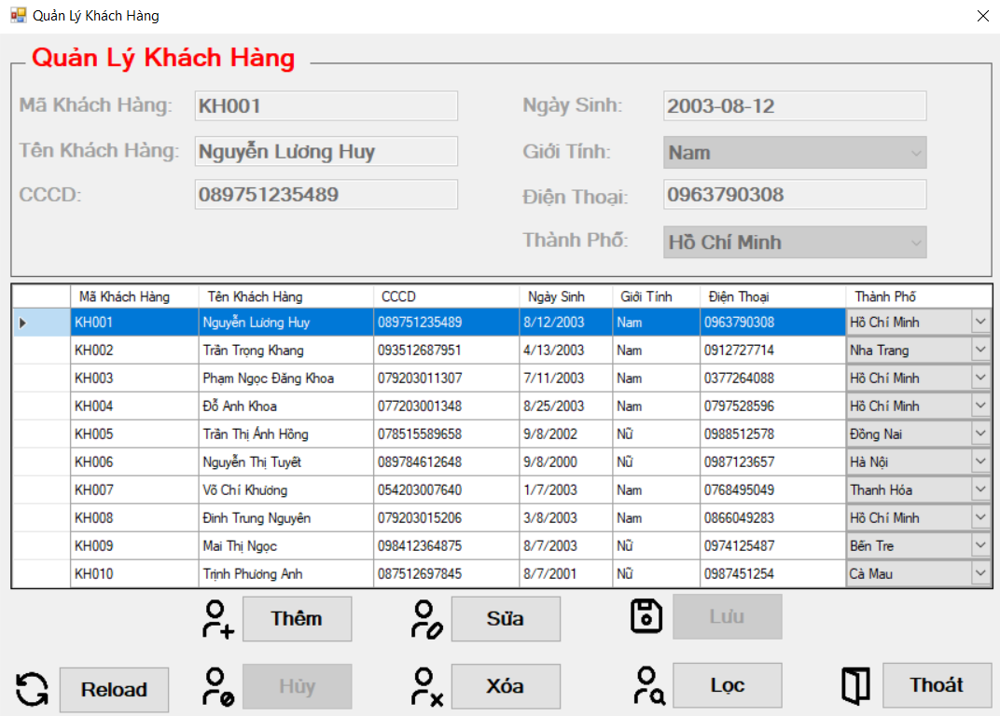 Quản Lý Khách Hàng
Quản Lý Khách Hàng
Mã Khách Hàng: KH001 Ngày Sinh: 2003-08-12
Tên Khách Hàng: Nguyễn Lương Huy Giới Tính: Nam
CCCD: 089751235489 Điện Thoại: 0963790308
Thành Phố: Hồ Chí Minh
Mã Khách Hàng Tên Khách Hàng CCCD Ngày Sinh Giới Tính Điện Thoại Thành Phố
KH001 Nguyễn Lương Huy 089751235489 8/12/2003 Nam 0963790308 Hồ Chí Minh
KH002 Trần Trọng Khang 093512687951 4/13/2003 Nam 0912727714 Nha Trang
KH003 Phạm Ngọc Đăng Khoa 079203011307 7/11/2003 Nam 0377264088 Hồ Chí Minh
KH004 Đỗ Anh Khoa 077203001348 8/25/2003 Nam 0797528596 Hồ Chí Minh
KH005 Trần Thị Ánh Hồng 078515589658 9/8/2002 Nữ 0988512578 Đồng Nai
KH006 Nguyễn Thị Tuyết 089784612648 9/8/2000 Nữ 0987123657 Hà Nội
KH007 Võ Chí Khương 054203007640 1/7/2003 Nam 0768495049 Thanh Hóa
KH008 Đinh Trung Nguyên 079203015206 3/8/2003 Nam 0866049283 Hồ Chí Minh
KH009 Mai Thị Ngọc 098412364875 8/7/2003 Nữ 0974125487 Bến Tre
KH010 Trịnh Phương Anh 087512697845 8/7/2001 Nữ 0987451254 Cà Mau
Thêm Sửa Lưu
Reload Hủy Xóa Lọc Thoát